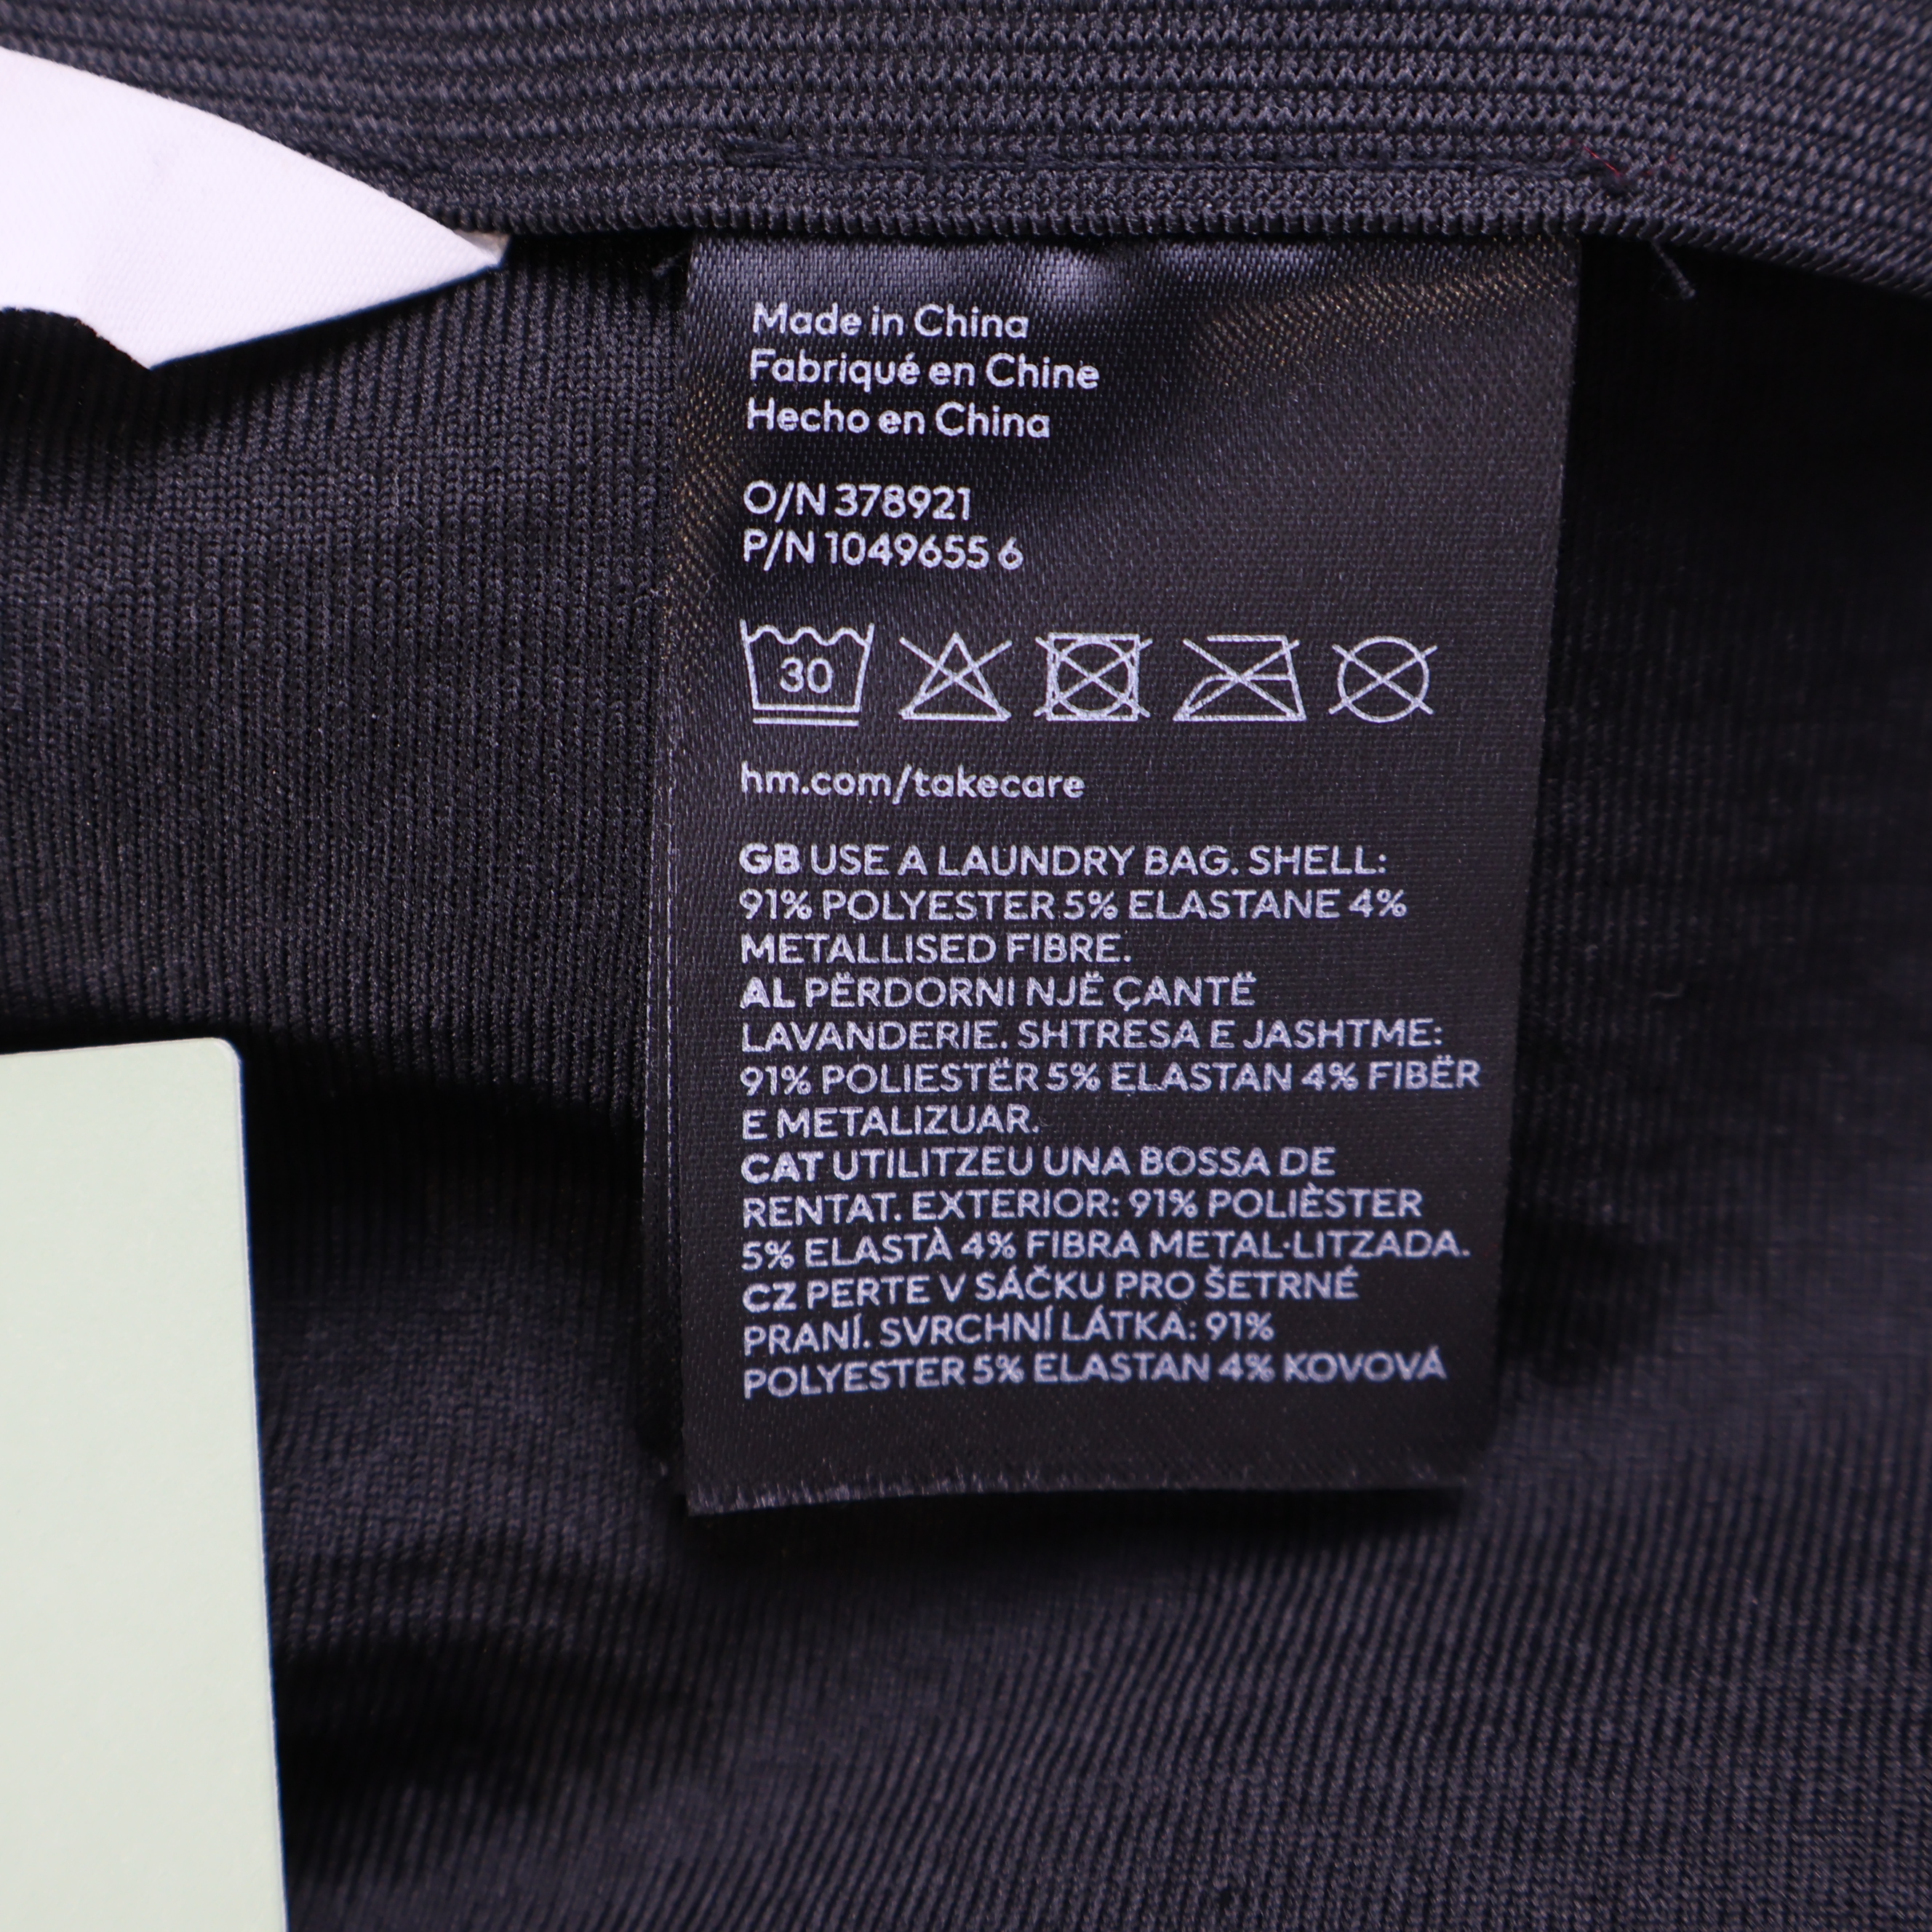 Made in China
Fabriqué en Chine
Hecho en China
O/N 378921
P/N 1049655 6
30
hm.com/takecare
GB USE A LAUNDRY BAG. SHELL:
91% POLYESTER 5% ELASTANE 4%
METALLISED FIBRE.
AL PËRDORNI NJË ÇANTË
LAVANDERIE. SHTRESA E JASHTME:
91% POLIESTËR 5% ELASTAN 4% FIBËR
E METALIZUAR.
CAT UTILITZEU UNA BOSSA DE
RENTAT. EXTERIOR: 91% POLIÈSTER
5% ELASTÀ 4% FIBRA METAL·LITZADA.
CZ PERTE V SÁČKU PRO ŠETRNÉ
PRANÍ. SVRCHNÍ LÁTKA: 91%
POLYESTER 5% ELASTAN 4% KOVOVÁ